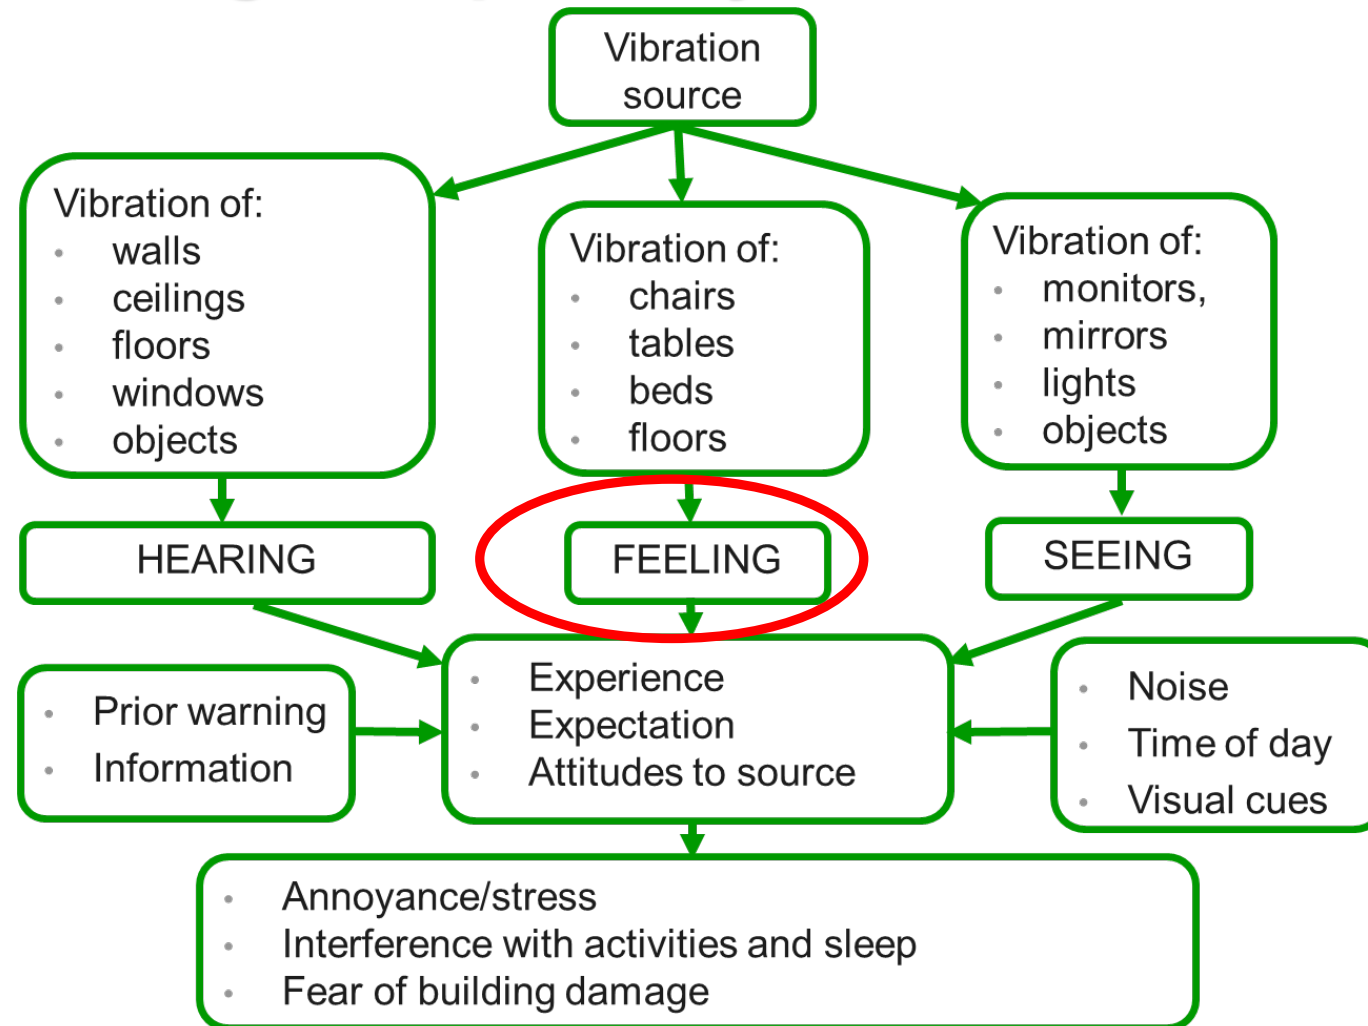 Vibration
source
Vibration of:
• walls
• ceilings
• floors
• windows
• objects
Vibration of:
• chairs
• tables
• beds
• floors
Vibration of:
• monitors,
• mirrors
• lights
• objects
HEARING
FEELING
SEEING
• Prior warning
• Information
• Experience
• Expectation
• Attitudes to source
• Noise
• Time of day
• Visual cues
• Annoyance/stress
• Interference with activities and sleep
• Fear of building damage